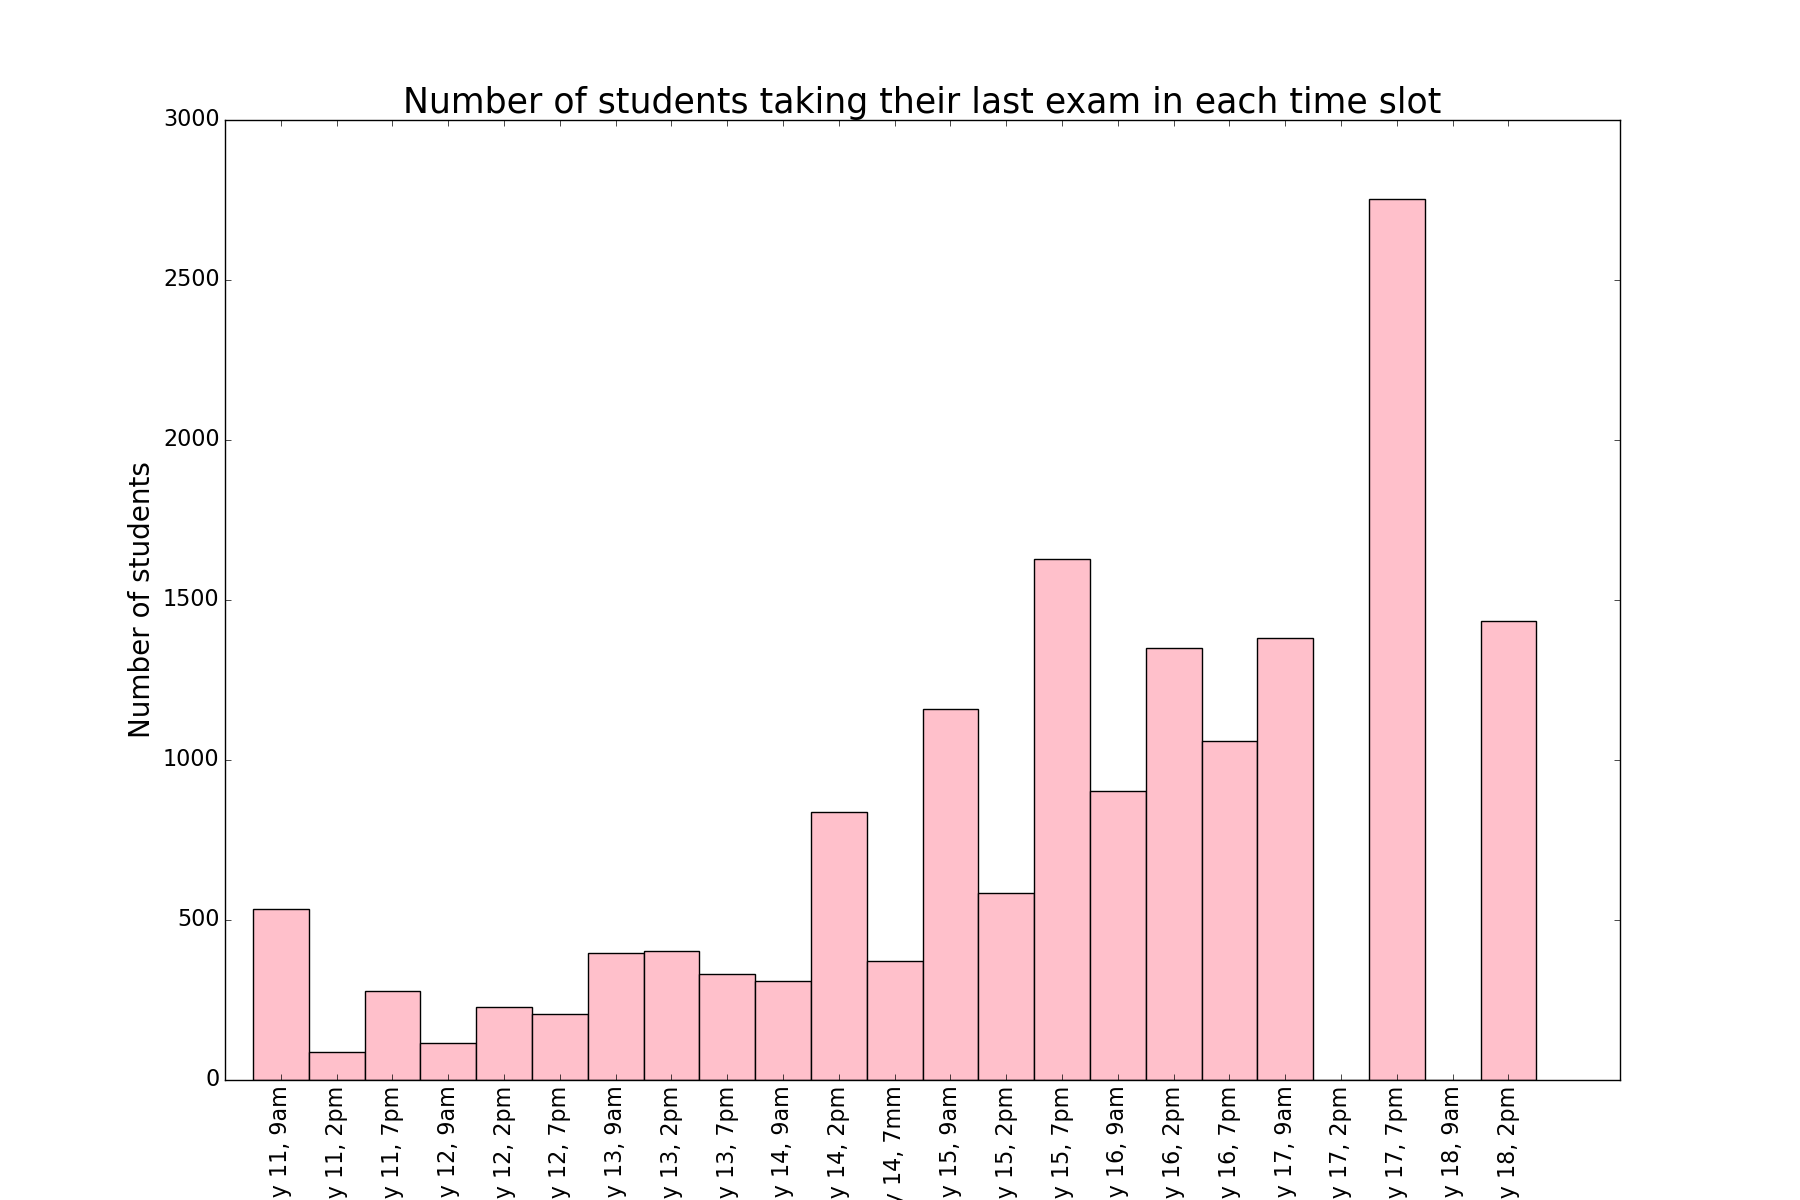 Number of students taking their last exam in each time slot
Number of students
3000
2500
2000
1500
1000
500
0
y 11, 9am
y 11, 2pm
y 11, 7pm
y 12, 9am
y 12, 2pm
y 12, 7pm
y 13, 9am
y 13, 2pm
y 13, 7pm
y 14, 9am
y 14, 2pm
y 14, 7mm
y 15, 9am
y 15, 2pm
y 15, 7pm
y 16, 9am
y 16, 2pm
y 16, 7pm
y 17, 9am
y 17, 2pm
y 17, 7pm
y 18, 9am
y 18, 2pm